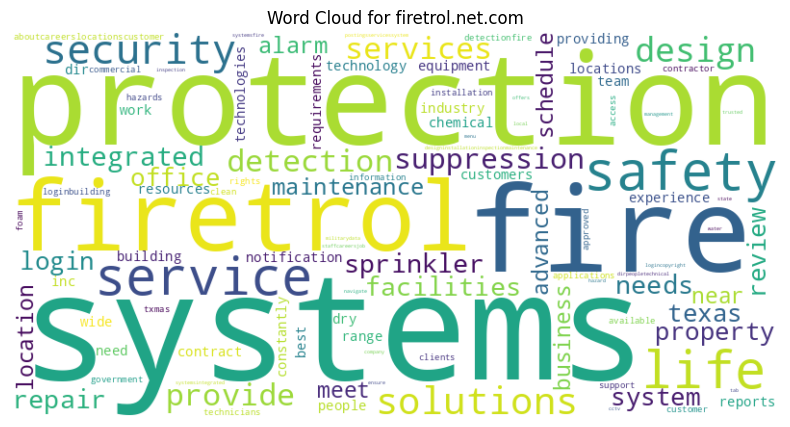 Word Cloud for firetrol.net.com
aboutcareerslocationscustomer
systemsfire
detectionfire
security
alarm
services
providing
design
dir
commercial
inspection
technology
equipment
locations
contractor
team
hazards
work
technologies
requirements
installation
offers
industry
chemical
local
schedule
access
management
trusted
protection
menu
integrated
detection
suppression
safety
office
loginbuilding
resources
rights
clean
maintenance
information
customers
experience
state
foam
firetrol
fire
advanced
approved
water
review
login
building
notification
sprinkler
applications
logincopyright
dirpeopletechnical
hazard
inc
service
navigate
facilities
needs
near
location
txmas
wide
need
contract
constantly
best
dry
range
available
texas
property
business
systems
company
clients
life
government
ensure
support
tab
repair
provide
technicians
meet
people
solutions
system
customer
reports